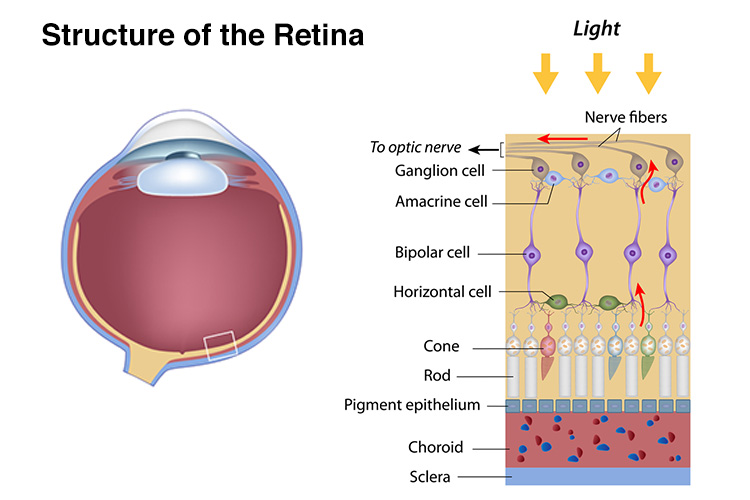 Structure of the Retina
Light
Nerve fibers
To optic nerve
Ganglion cell
Amacrine cell
Bipolar cell
Horizontal cell
Cone
Rod
Pigment epithelium
Choroid
Sclera